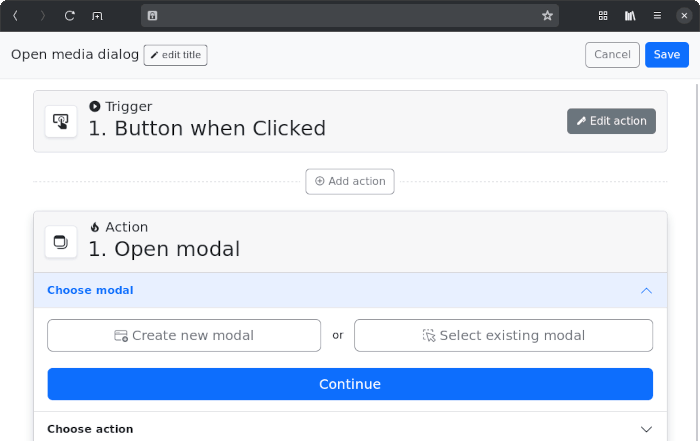 Open media dialog edit title Cancel Save
Trigger
1. Button when Clicked
Edit action
Add action
Action
1. Open modal
Choose modal
Create new modal or Select existing modal
Continue
Choose action